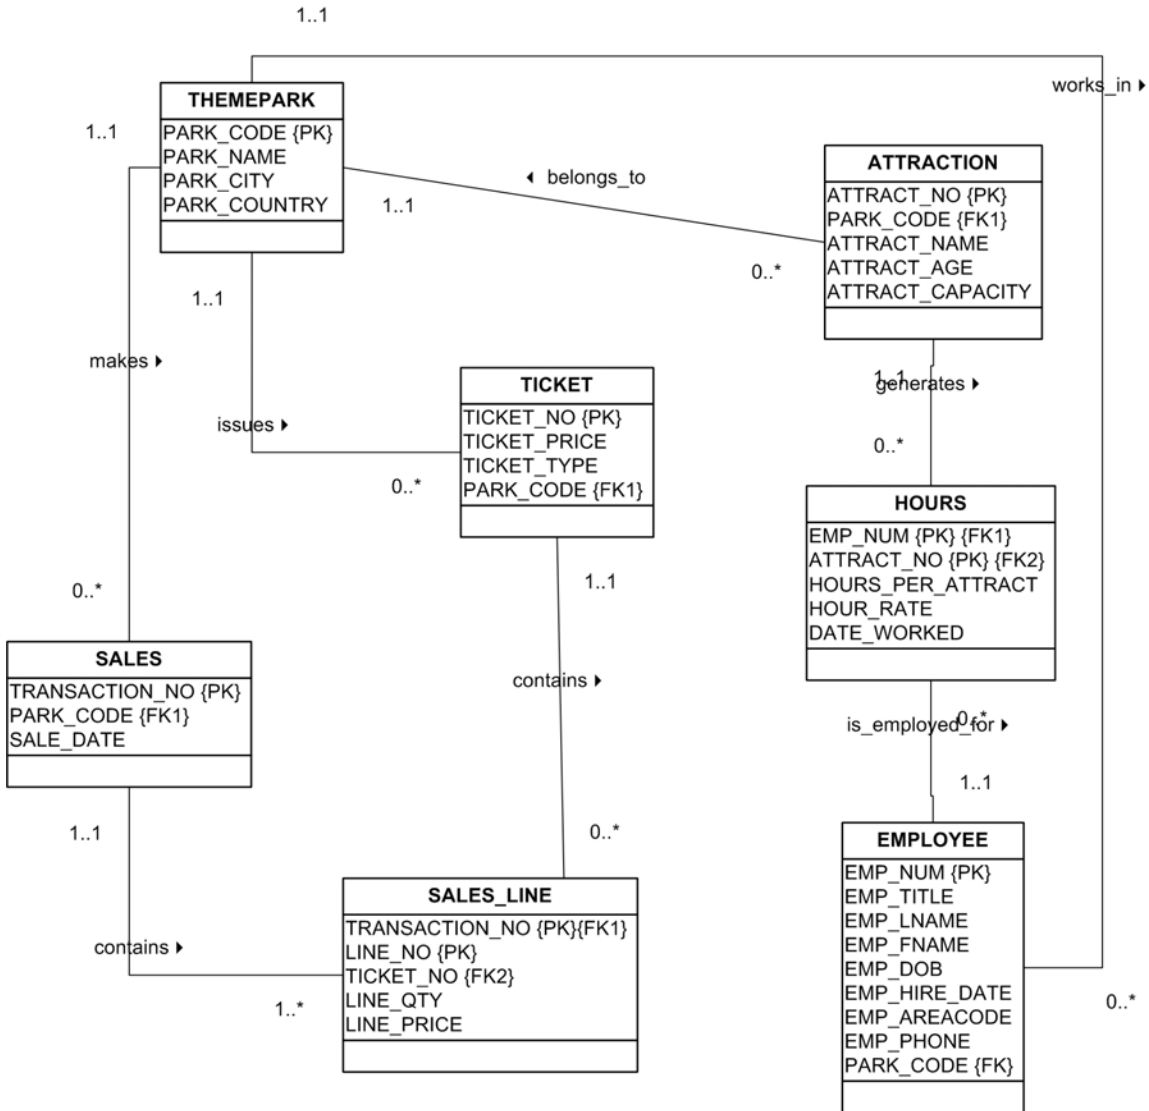 1..1
works_in
THEMEPARK
PARK_CODE {PK}
PARK_NAME
PARK_CITY
PARK_COUNTRY
1..1
belongs_to
1..1
0..*
ATTRACTION
ATTRACT_NO {PK}
PARK_CODE {FK1}
ATTRACT_NAME
ATTRACT_AGE
ATTRACT_CAPACITY
1..1
makes
issues
0..*
TICKET
TICKET_NO {PK}
TICKET_PRICE
TICKET_TYPE
PARK_CODE {FK1}
1..1
generates
0..*
HOURS
EMP_NUM {PK} {FK1}
ATTRACT_NO {PK} {FK2}
HOURS_PER_ATTRACT
HOUR_RATE
DATE_WORKED
1..1
0..*
SALES
TRANSACTION_NO {PK}
PARK_CODE {FK1}
SALE_DATE
contains
0..*
is_employed_for
1..1
1..1
0..*
contains
1..*
SALES_LINE
TRANSACTION_NO {PK}{FK1}
LINE_NO {PK}
TICKET_NO {FK2}
LINE_QTY
LINE_PRICE
EMPLOYEE
EMP_NUM {PK}
EMP_TITLE
EMP_LNAME
EMP_FNAME
EMP_DOB
EMP_HIRE_DATE
EMP_AREACODE
EMP_PHONE
PARK_CODE {FK}
0..*